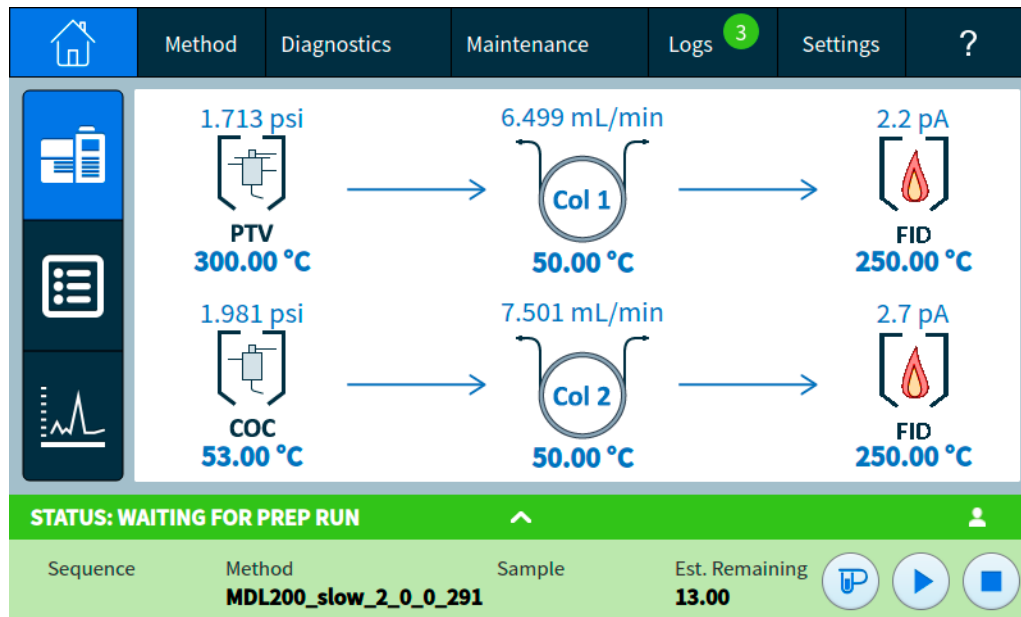 Method Diagnostics Maintenance Logs 3 Settings ?
1.713 psi 6.499 mL/min 2.2 pA
Col 1
PTV FID
300.00 °C 50.00 °C 250.00 °C
1.981 psi 7.501 mL/min 2.7 pA
Col 2
COC FID
53.00 °C 50.00 °C 250.00 °C
STATUS: WAITING FOR PREP RUN
Sequence Method Sample Est. Remaining
MDL200_slow_2_0_0_291 13.00
P